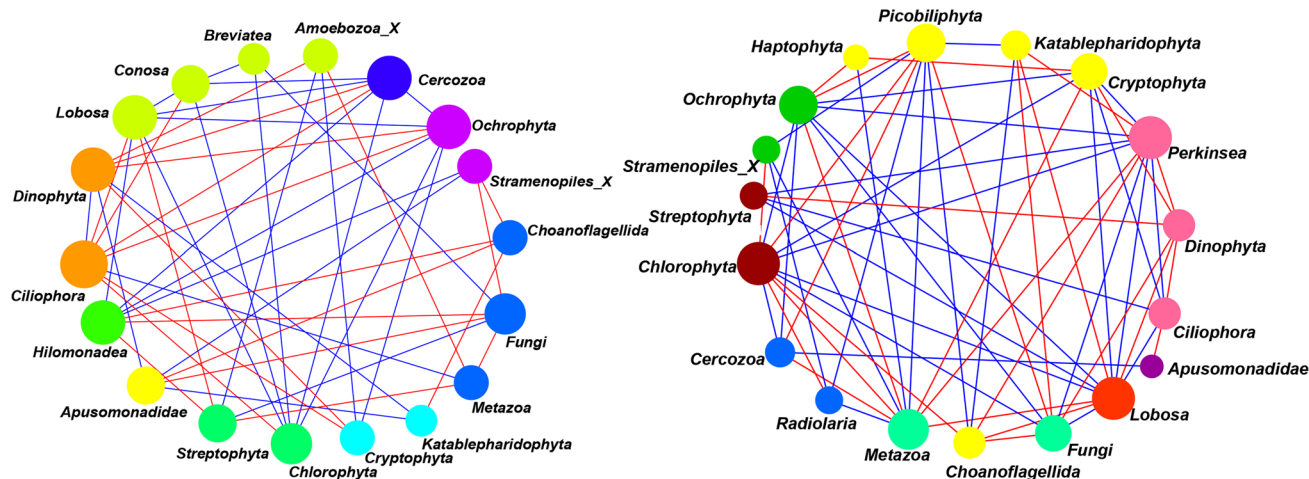 Amoebozoa_X
Breviatea
Conosa
Cercozoa
Lobosa
Ochrophyta
Stramenopiles_X
Dinophyta
Choanoflagellida
Ciliophora
Fungi
Hilomonadea
Metazoa
Apusomonadidae
Katablepharidophyta
Streptophyta
Cryptophyta
Chlorophyta
Picobiliphyta
Haptophyta
Katablepharidophyta
Cryptophyta
Ochrophyta
Perkinsea
Stramenopiles_X
Streptophyta
Dinophyta
Chlorophyta
Ciliophora
Cercozoa
Apusomonadidae
Lobosa
Radiolaria
Metazoa
Fungi
Choanoflagellida